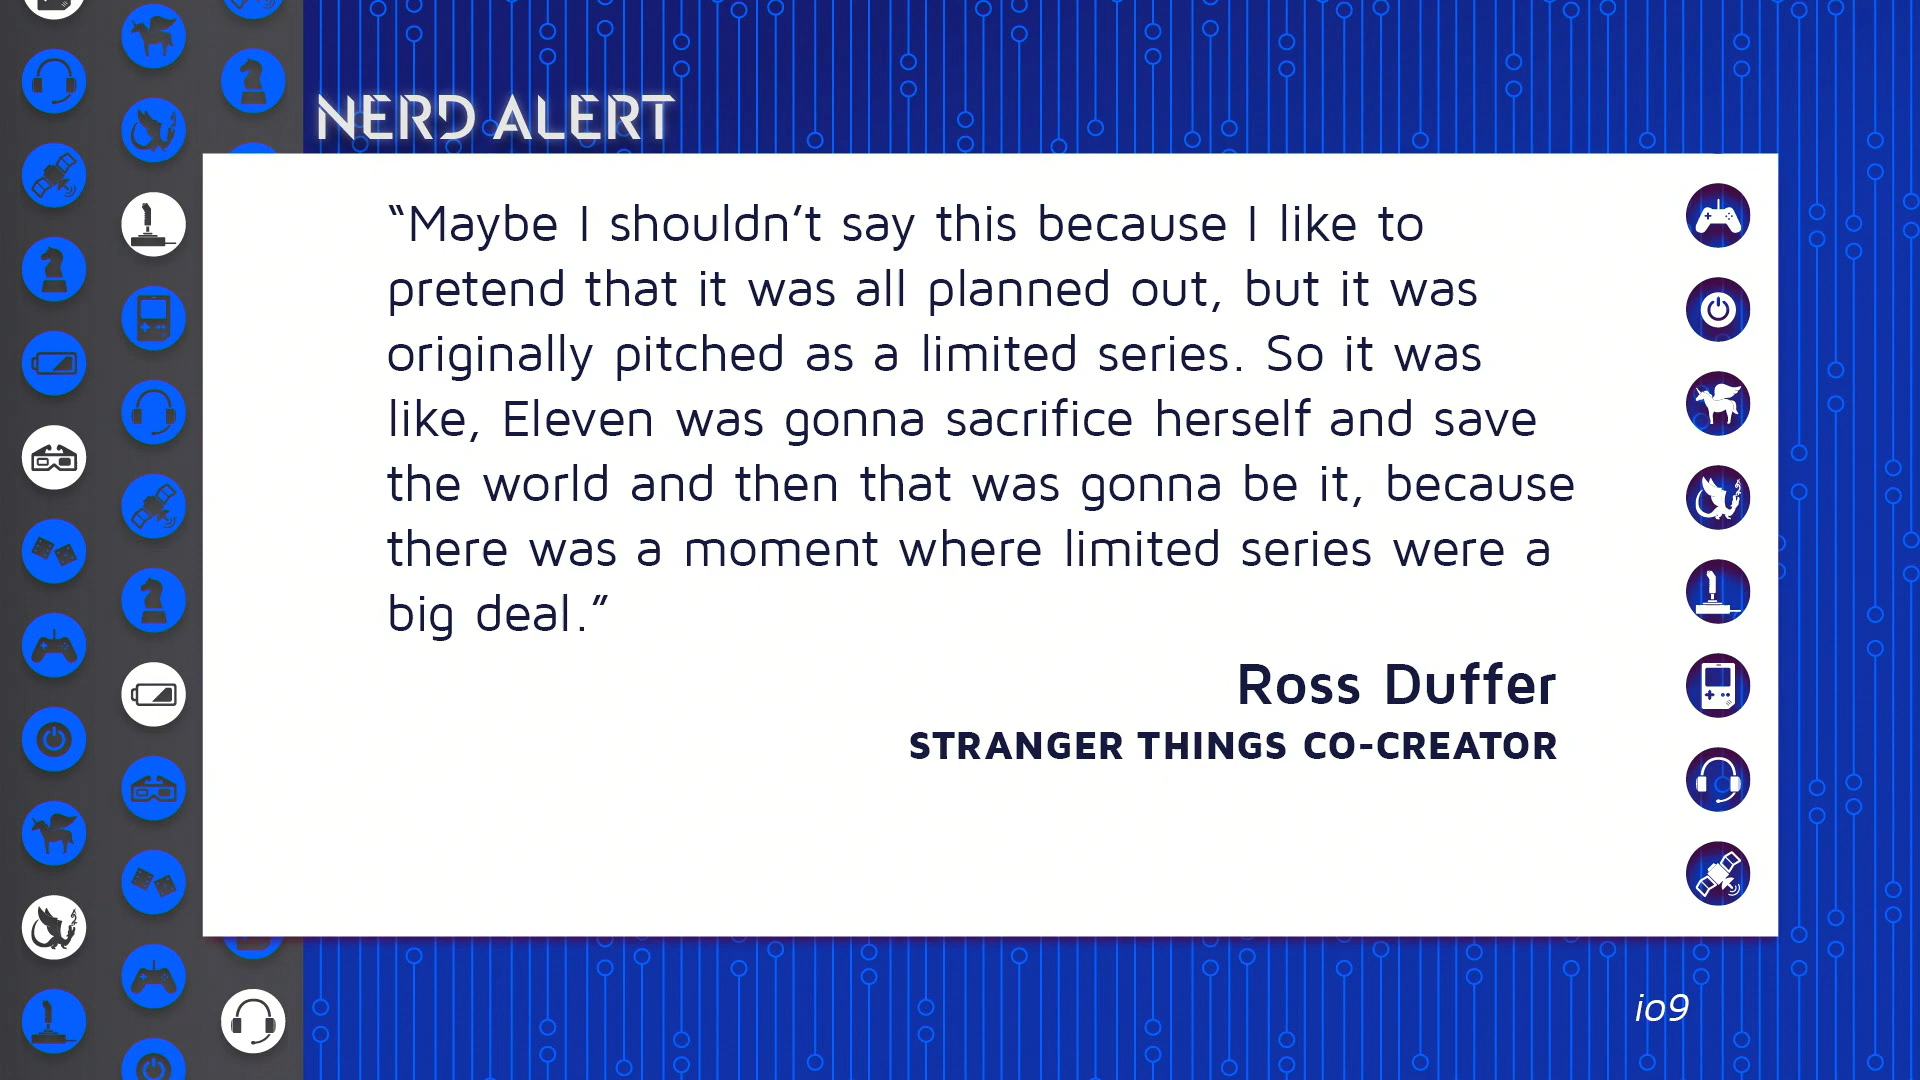 NERD ALERT
“Maybe I shouldn’t say this because I like to
pretend that it was all planned out, but it was
originally pitched as a limited series. So it was
like, Eleven was gonna sacrifice herself and save
the world and then that was gonna be it, because
there was a moment where limited series were a
big deal.”
Ross Duffer
STRANGER THINGS CO-CREATOR
io9